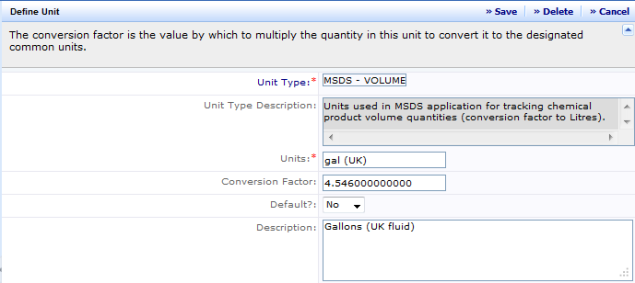 Define Unit » Save » Delete » Cancel
The conversion factor is the value by which to multiply the quantity in this unit to convert it to the designated
common units.
Unit Type:* MSDS - VOLUME
Unit Type Description: Units used in MSDS application for tracking chemical
product volume quantities (conversion factor to Litres).
Units:* gal (UK)
Conversion Factor: 4.546000000000
Default?: No
Description: Gallons (UK fluid)